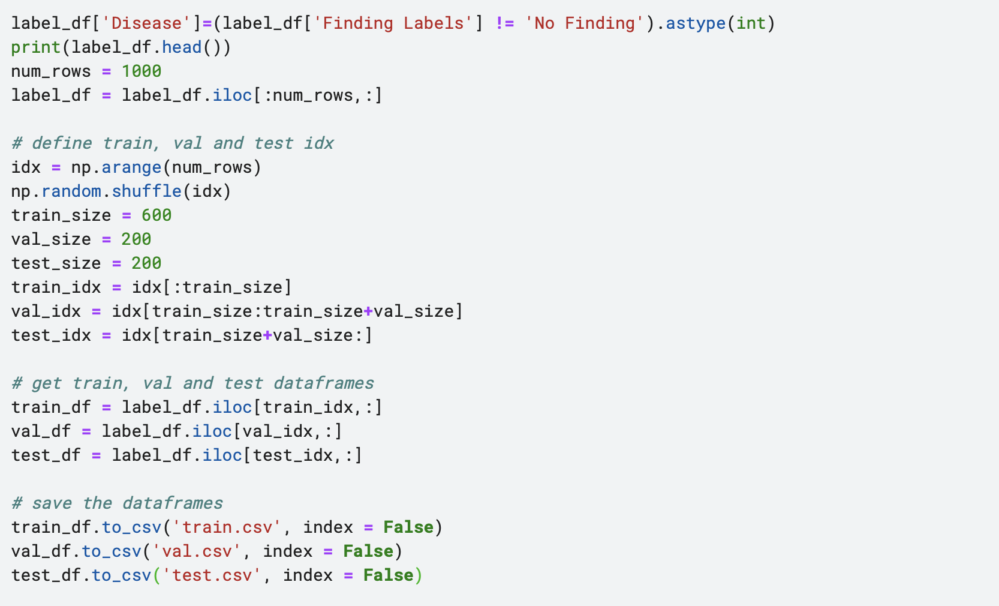 label_df['Disease']=(label_df['Finding Labels'] != 'No Finding').astype(int)
print(label_df.head())
num_rows = 1000
label_df = label_df.iloc[:num_rows,:]

# define train, val and test idx
idx = np.arange(num_rows)
np.random.shuffle(idx)
train_size = 600
val_size = 200
test_size = 200
train_idx = idx[:train_size]
val_idx = idx[train_size:train_size+val_size]
test_idx = idx[train_size+val_size:]

# get train, val and test dataframes
train_df = label_df.iloc[train_idx,:]
val_df = label_df.iloc[val_idx,:]
test_df = label_df.iloc[test_idx,:]

# save the dataframes
train_df.to_csv('train.csv', index = False)
val_df.to_csv('val.csv', index = False)
test_df.to_csv('test.csv', index = False)